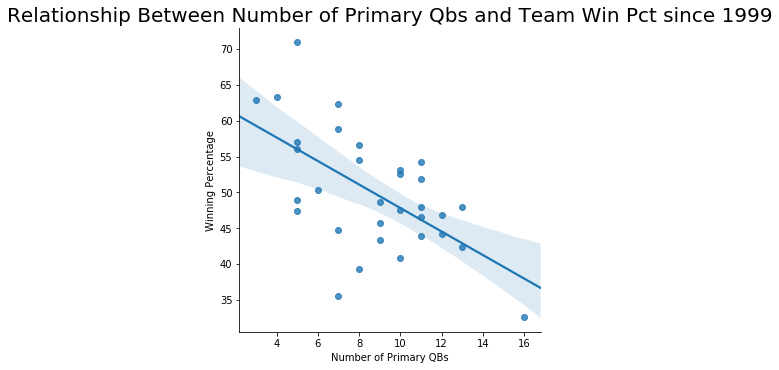 Relationship Between Number of Primary Qbs and Team Win Pct since 1999
70
65
60
55
50
45
40
35
Winning Percentage
4 6 8 10 12 14 16
Number of Primary QBs